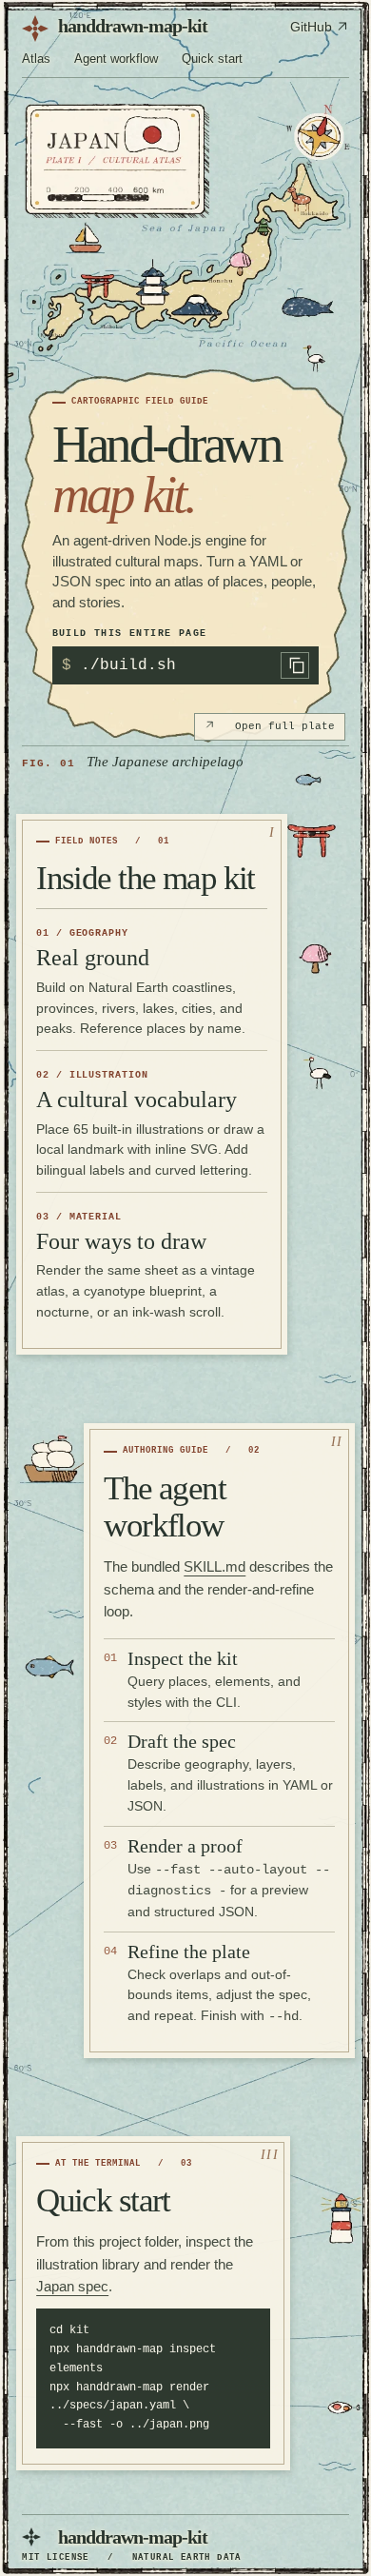 120°E
handdrawn-map-kit
GitHub ↗
Atlas Agent workflow Quick start
N
W
E
JAPAN
PLATE I / CULTURAL ATLAS
0 200 400 600 km
Hokkaido
Sea of Japan
Honshu
Pacific Ocean
CARTOGRAPHIC FIELD GUIDE
Hand-drawn
map kit.
An agent-driven Node.js engine for
illustrated cultural maps. Turn a YAML or
JSON spec into an atlas of places, people,
and stories.
BUILD THIS ENTIRE PAGE
$ ./build.sh
↗ Open full plate
FIG. 01 The Japanese archipelago
I
FIELD NOTES / 01
Inside the map kit
01 / GEOGRAPHY
Real ground
Build on Natural Earth coastlines,
provinces, rivers, lakes, cities, and
peaks. Reference places by name.
02 / ILLUSTRATION
A cultural vocabulary
Place 65 built-in illustrations or draw a
local landmark with inline SVG. Add
bilingual labels and curved lettering.
03 / MATERIAL
Four ways to draw
Render the same sheet as a vintage
atlas, a cyanotype blueprint, a
nocturne, or an ink-wash scroll.
II
AUTHORING GUIDE / 02
The agent
workflow
The bundled SKILL.md describes the
schema and the render-and-refine
loop.
30°S
01 Inspect the kit
Query places, elements, and
styles with the CLI.
02 Draft the spec
Describe geography, layers,
labels, and illustrations in YAML or
JSON.
03 Render a proof
Use --fast --auto-layout --
diagnostics - for a preview
and structured JSON.
04 Refine the plate
Check overlaps and out-of-
bounds items, adjust the spec,
and repeat. Finish with --hd.
60°S
III
AT THE TERMINAL / 03
Quick start
From this project folder, inspect the
illustration library and render the
Japan spec.
cd kit
npx handdrawn-map inspect
elements
npx handdrawn-map render
../specs/japan.yaml \
--fast -o ../japan.png
handdrawn-map-kit
MIT LICENSE / NATURAL EARTH DATA